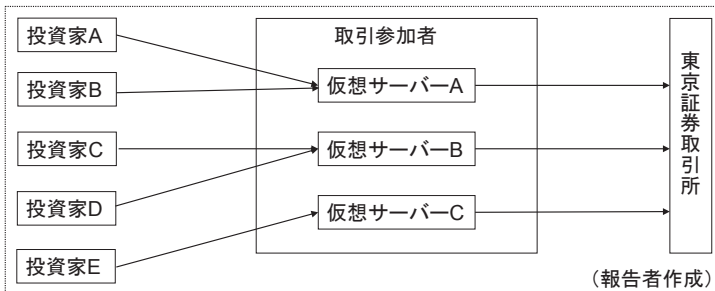 投資家A
投資家B
投資家C
投資家D
投資家E
取引参加者
仮想サーバーA
仮想サーバーB
仮想サーバーC
東京証券取引所
（報告者作成）